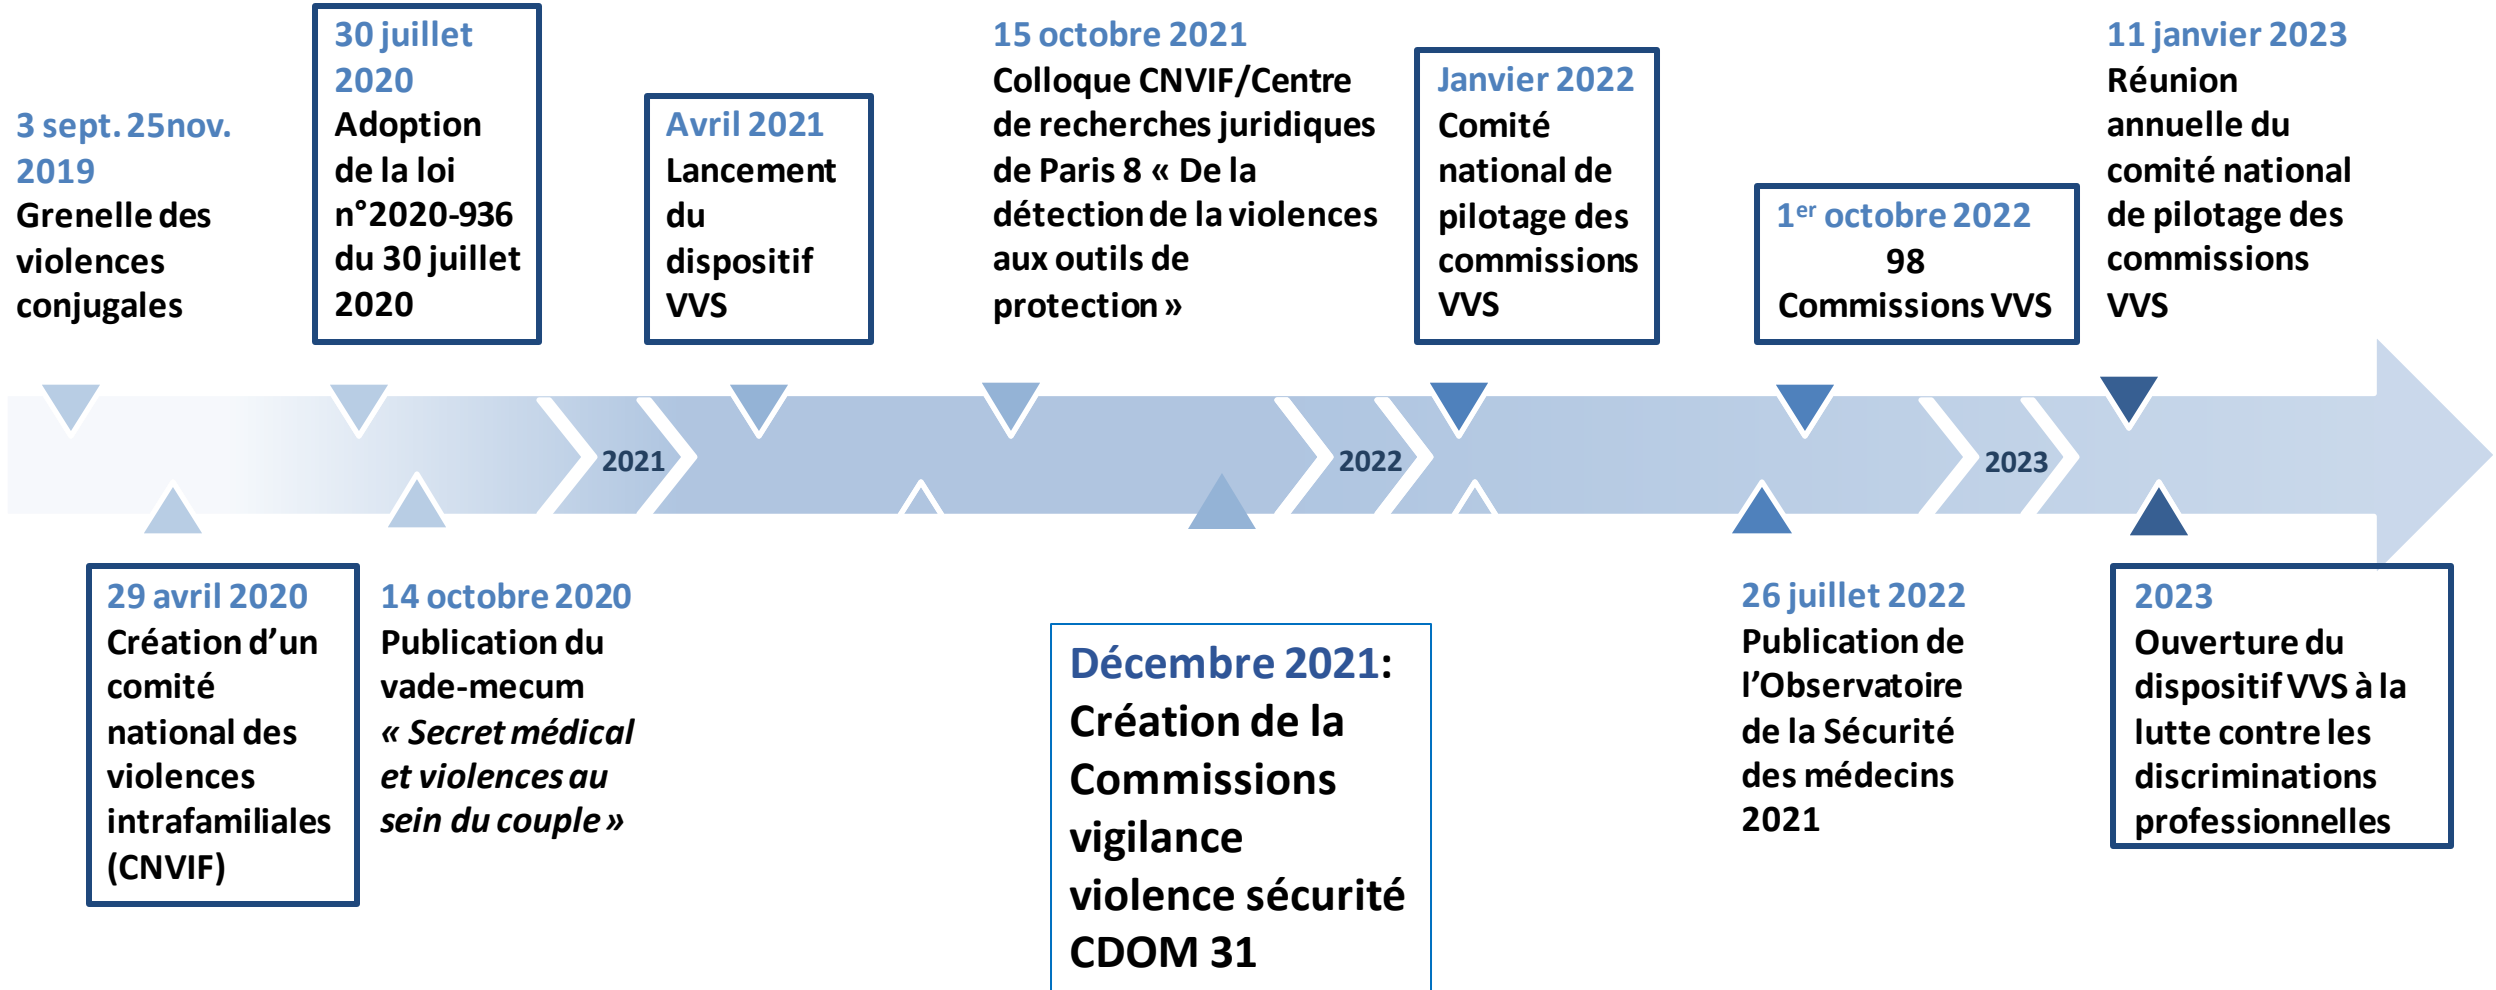 3 sept. 25nov.
2019
Grenelle des
violences
conjugales
30 juillet
2020
Adoption
de la loi
n°2020-936
du 30 juillet
2020
Avril 2021
Lancement
du
dispositif
VVS
15 octobre 2021
Colloque CNVIF/Centre
de recherches juridiques
de Paris 8 « De la
détection de la violences
aux outils de
protection »
Janvier 2022
Comité
national de
pilotage des
commissions
VVS
1er octobre 2022
98
Commissions VVS
11 janvier 2023
Réunion
annuelle du
comité national
de pilotage des
commissions
VVS
2021
2022
2023
29 avril 2020
Création d’un
comité
national des
violences
intrafamiliales
(CNVIF)
14 octobre 2020
Publication du
vade-mecum
« Secret médical
et violences au
sein du couple »
Décembre 2021:
Création de la
Commissions
vigilance
violence sécurité
CDOM 31
26 juillet 2022
Publication de
l’Observatoire
de la Sécurité
des médecins
2021
2023
Ouverture du
dispositif VVS à la
lutte contre les
discriminations
professionnelles